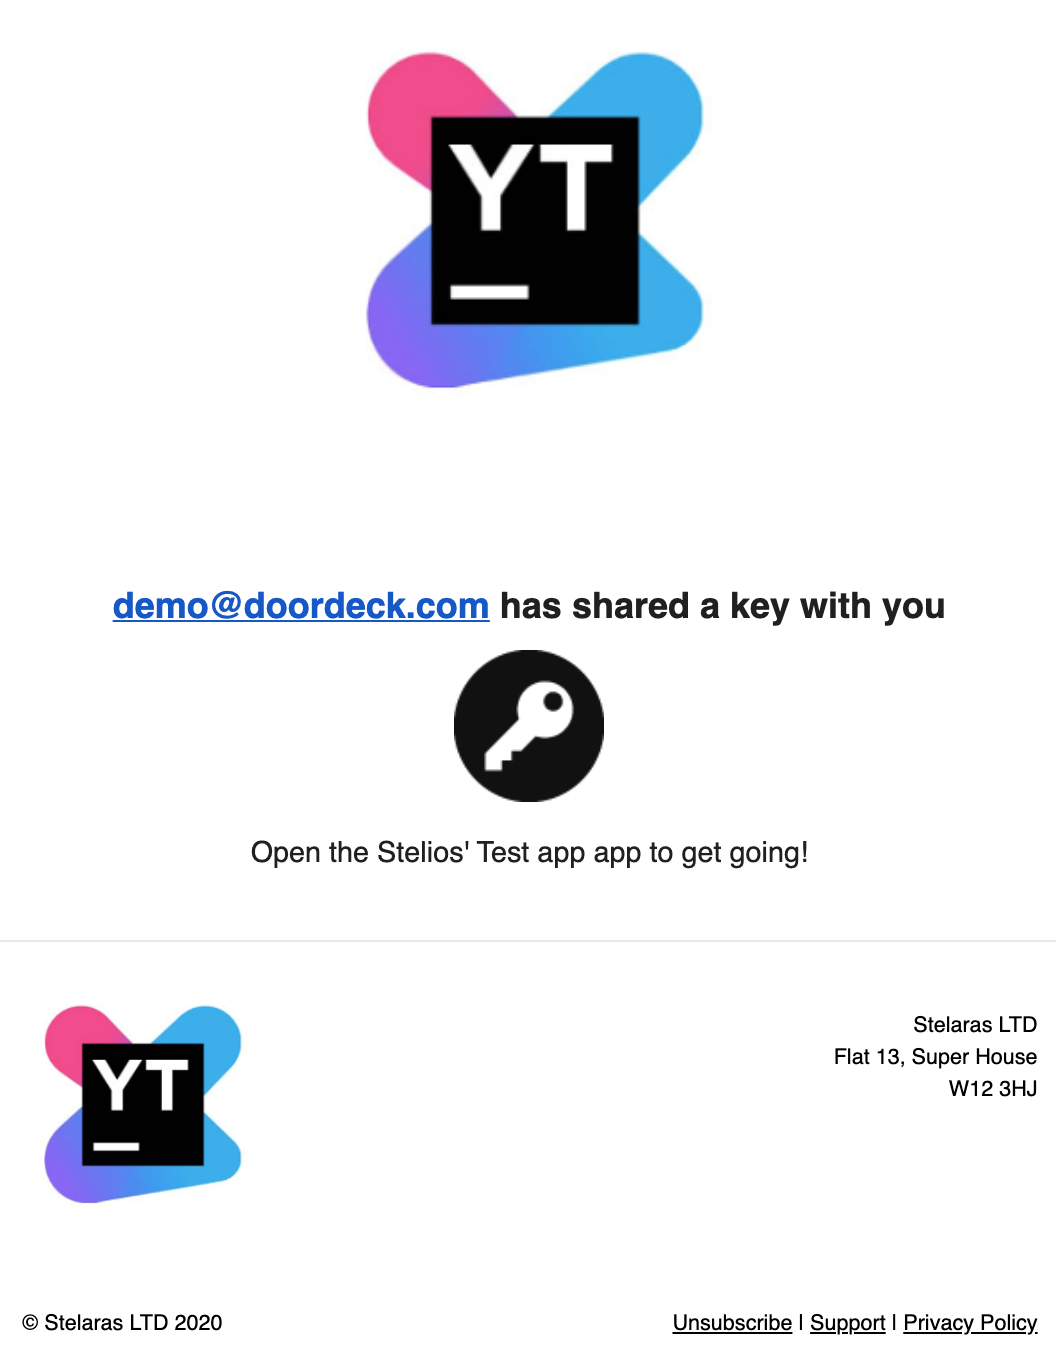 YT
demo@doordeck.com has shared a key with you
Open the Stelios' Test app app to get going!
YT
Stelaras LTD
Flat 13, Super House
W12 3HJ
© Stelaras LTD 2020
Unsubscribe | Support | Privacy Policy